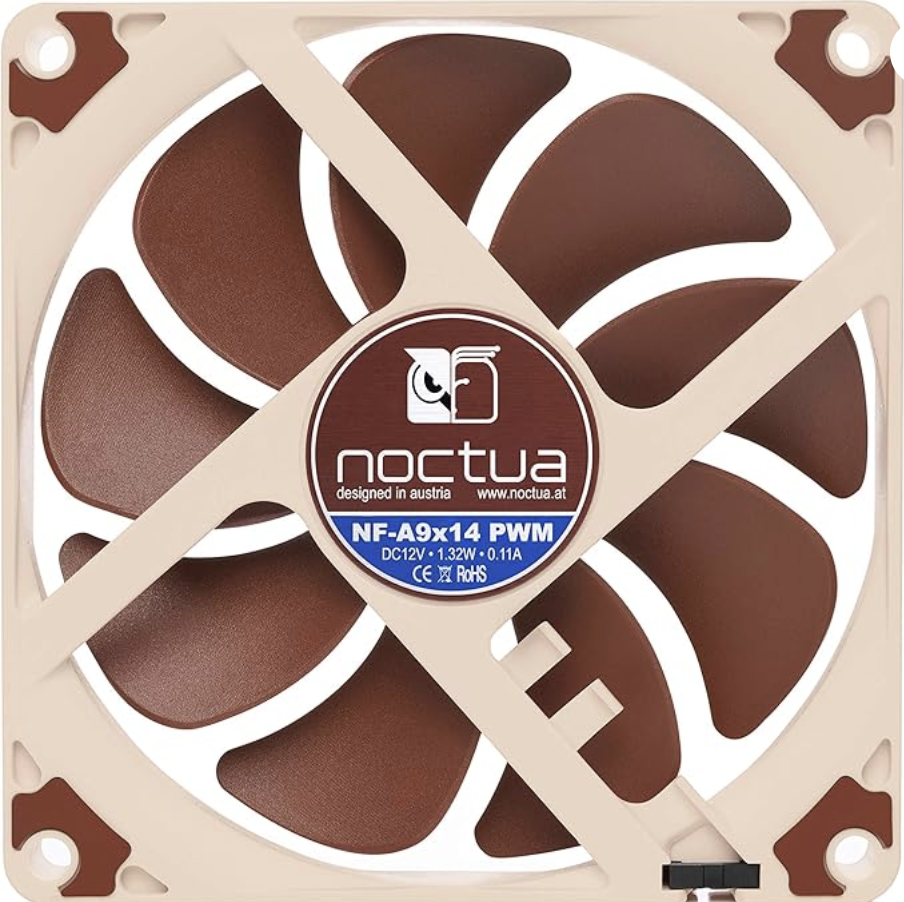 noctua
designed in austria www.noctua.at
NF-A9x14 PWM
DC12V • 1.32W • 0.11A
CE RoHS